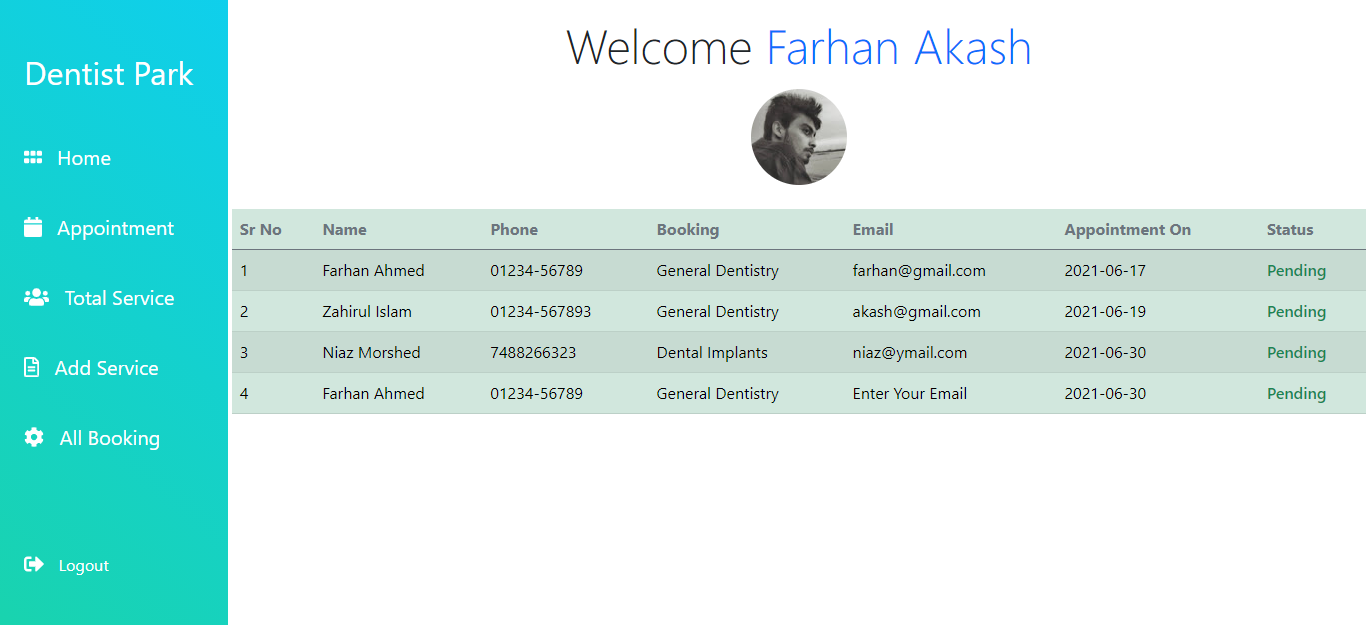 Dentist Park
Home
Appointment
Total Service
Add Service
All Booking
Logout
Welcome Farhan Akash
Sr No Name Phone Booking Email Appointment On Status
1 Farhan Ahmed 01234-56789 General Dentistry farhan@gmail.com 2021-06-17 Pending
2 Zahirul Islam 01234-567893 General Dentistry akash@gmail.com 2021-06-19 Pending
3 Niaz Morshed 7488266323 Dental Implants niaz@ymail.com 2021-06-30 Pending
4 Farhan Ahmed 01234-56789 General Dentistry Enter Your Email 2021-06-30 Pending